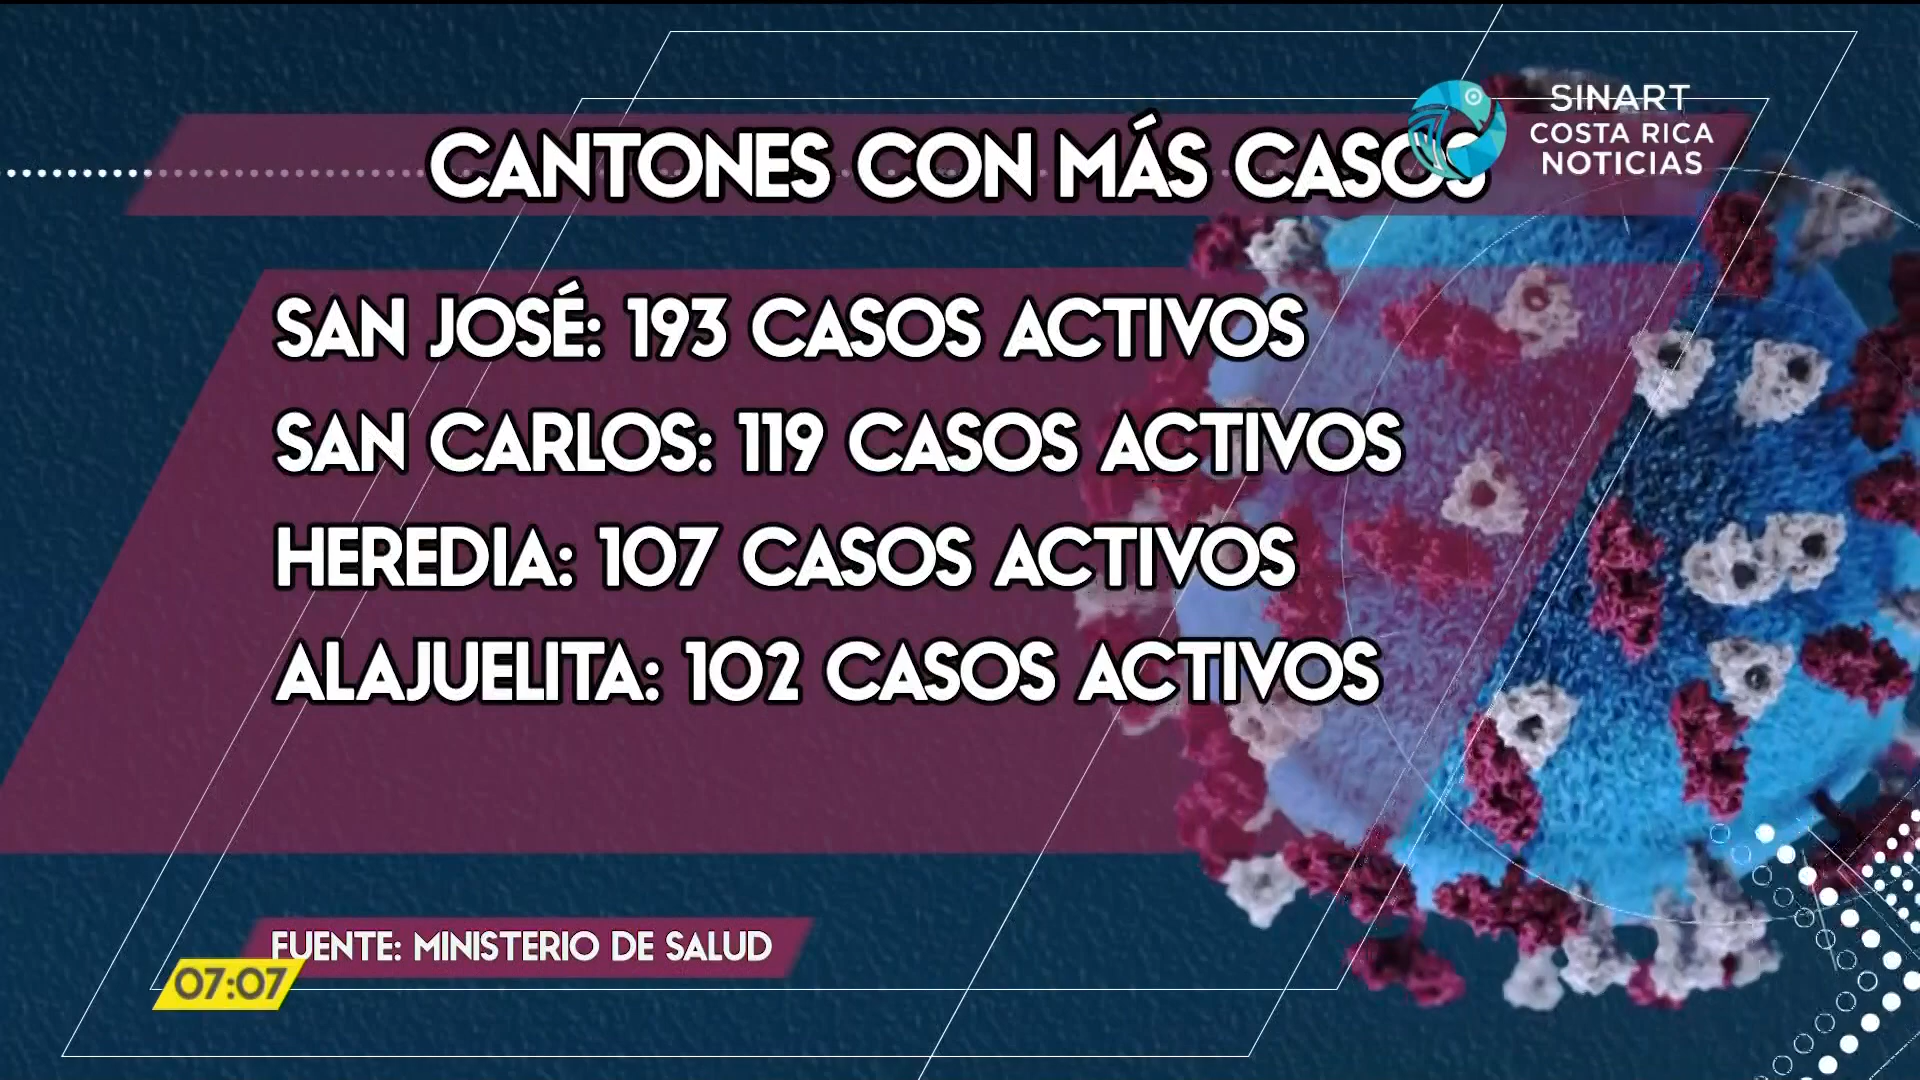 CANTONES CON MÁS CASOS
SINART
COSTA RICA
NOTICIAS
SAN JOSÉ: 193 CASOS ACTIVOS
SAN CARLOS: 119 CASOS ACTIVOS
HEREDIA: 107 CASOS ACTIVOS
ALAJUELITA: 102 CASOS ACTIVOS
FUENTE: MINISTERIO DE SALUD
07:07